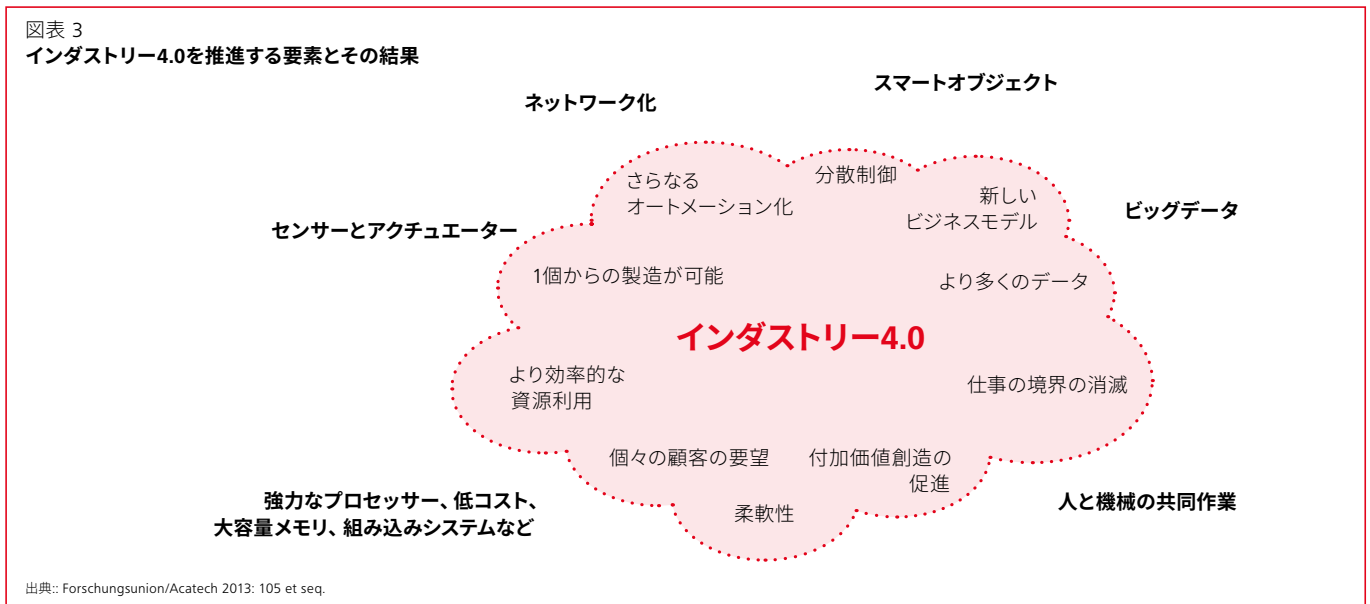 図表 3
インダストリー4.0を推進する要素とその結果
スマートオブジェクト
ネットワーク化
さらなる
オートメーション化
分散制御
新しい
ビジネスモデル
ビッグデータ
センサーとアクチュエーター
1個からの製造が可能
より多くのデータ
インダストリー4.0
より効率的な
資源利用
仕事の境界の消滅
個々の顧客の要望
付加価値創造の
促進
柔軟性
強力なプロセッサー、低コスト、
大容量メモリ、組み込みシステムなど
人と機械の共同作業
出典:: Forschungsunion/Acatech 2013: 105 et seq.